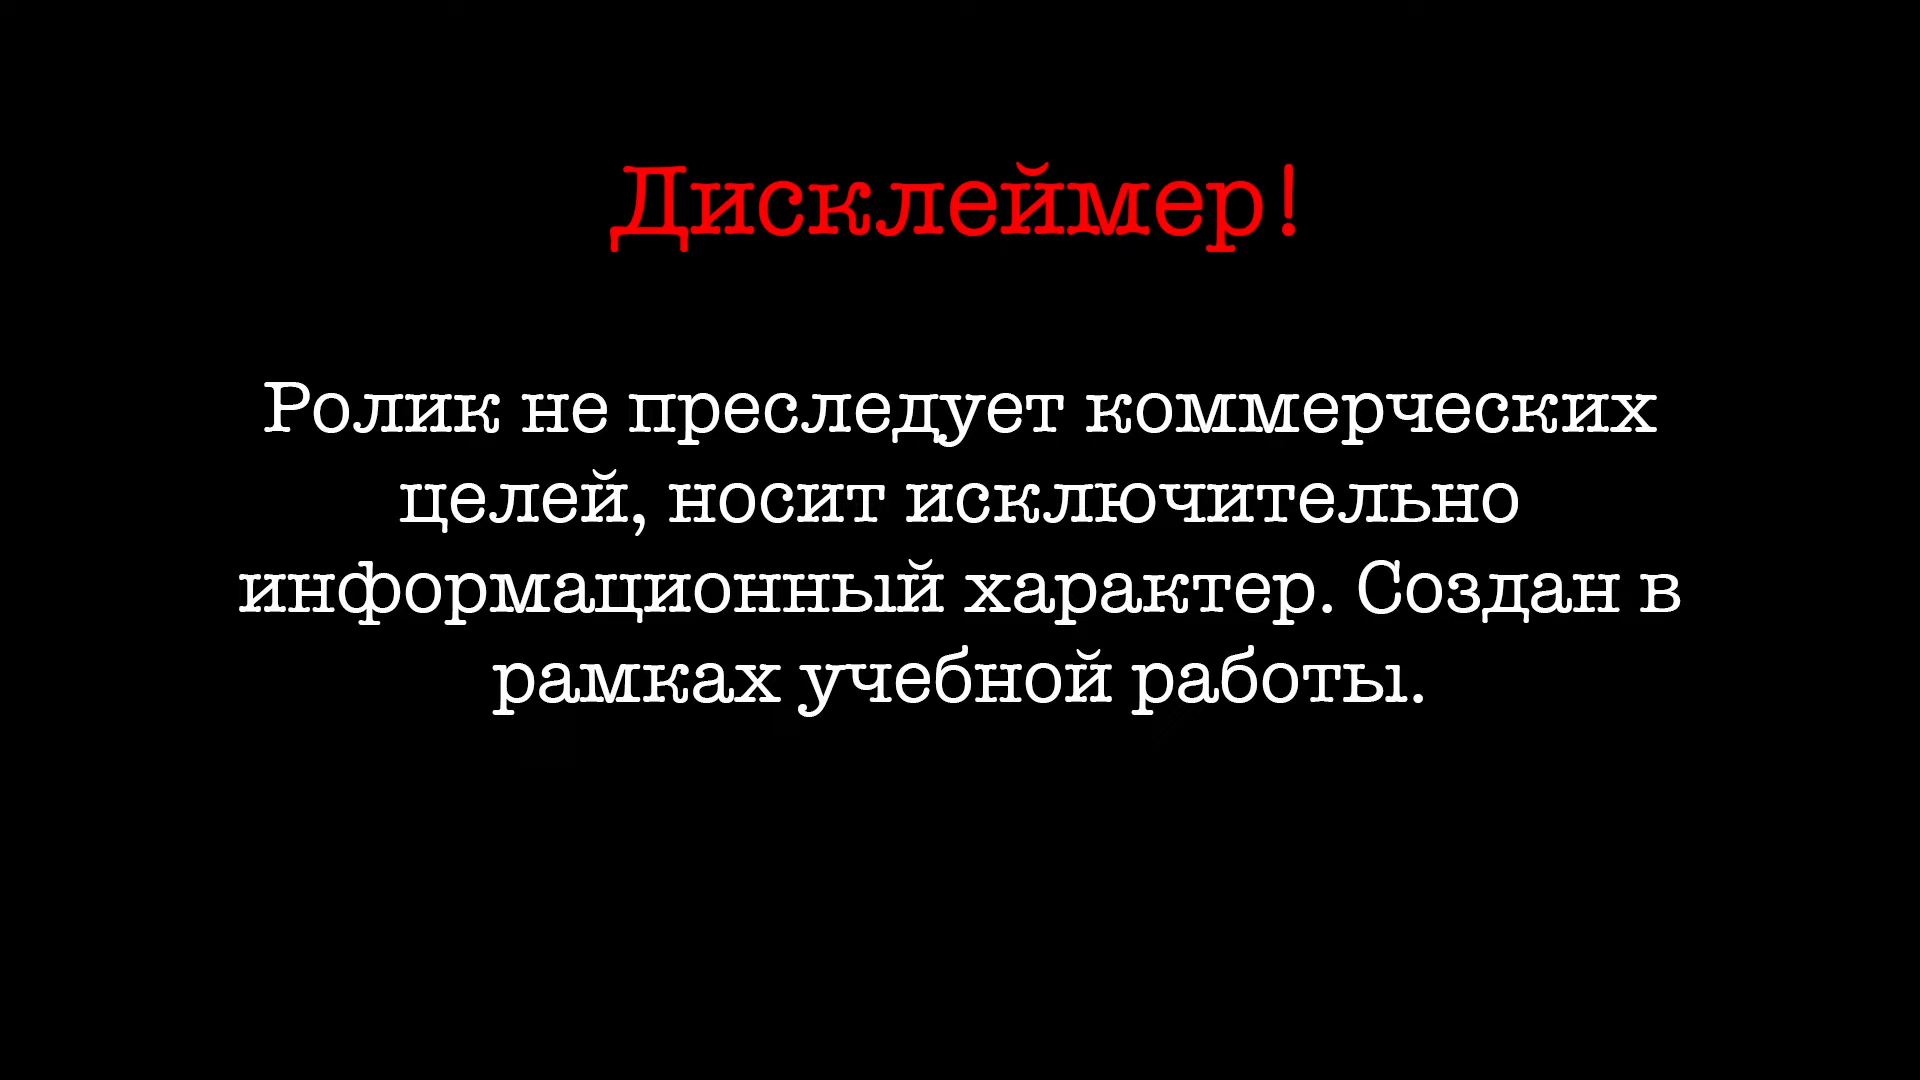 Дисклеймер!
Ролик не преследует коммерческих
целей, носит исключительно
информационный характер. Создан в
рамках учебной работы.